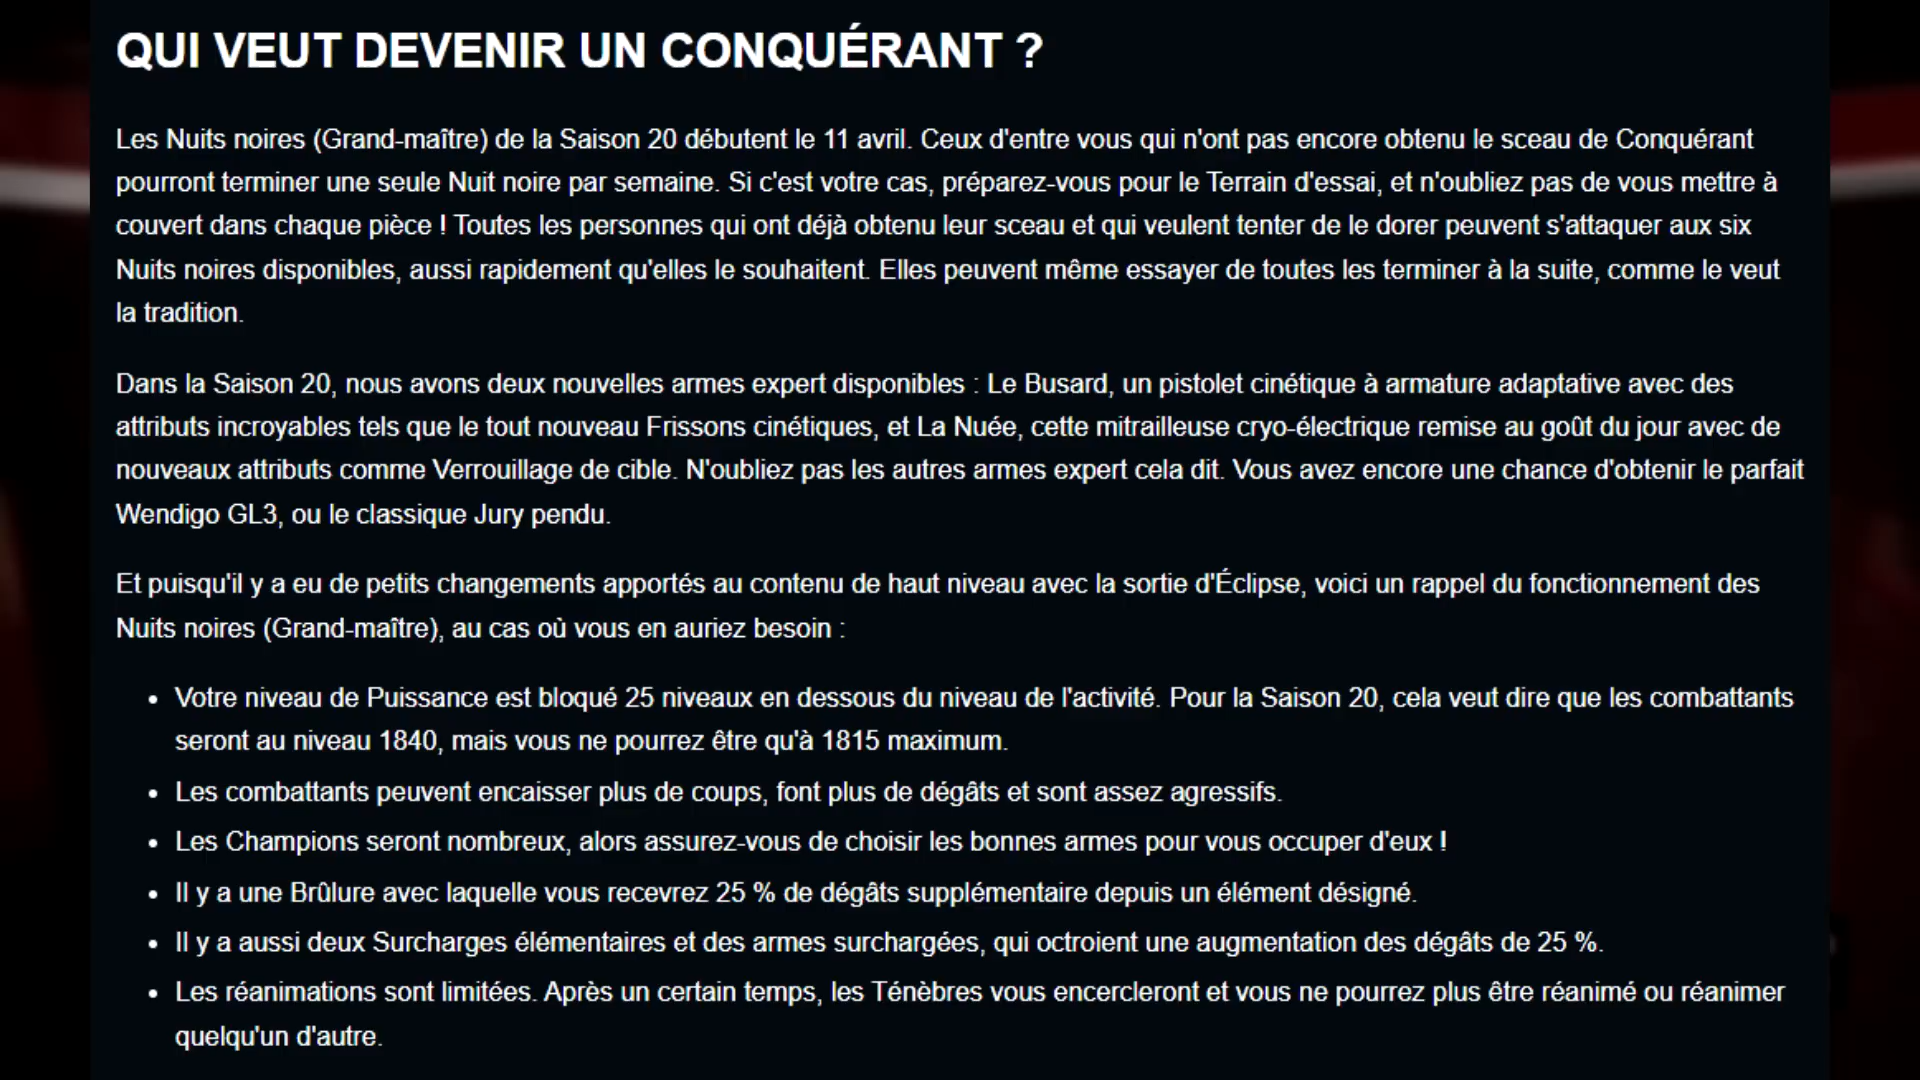 QUI VEUT DEVENIR UN CONQUÉRANT ?
Les Nuits noires (Grand-maître) de la Saison 20 débutent le 11 avril. Ceux d'entre vous qui n'ont pas encore obtenu le sceau de Conquérant
pourront terminer une seule Nuit noire par semaine. Si c'est votre cas, préparez-vous pour le Terrain d'essai, et n'oubliez pas de vous mettre à
couvert dans chaque pièce ! Toutes les personnes qui ont déjà obtenu leur sceau et qui veulent tenter de le dorer peuvent s'attaquer aux six
Nuits noires disponibles, aussi rapidement qu'elles le souhaitent. Elles peuvent même essayer de toutes les terminer à la suite, comme le veut
la tradition.
Dans la Saison 20, nous avons deux nouvelles armes expert disponibles : Le Busard, un pistolet cinétique à armature adaptative avec des
attributs incroyables tels que le tout nouveau Frissons cinétiques, et La Nuée, cette mitrailleuse cryo-électrique remise au goût du jour avec de
nouveaux attributs comme Verrouillage de cible. N'oubliez pas les autres armes expert cela dit. Vous avez encore une chance d'obtenir le parfait
Wendigo GL3, ou le classique Jury pendu.
Et puisqu'il y a eu de petits changements apportés au contenu de haut niveau avec la sortie d'Éclipse, voici un rappel du fonctionnement des
Nuits noires (Grand-maître), au cas où vous en auriez besoin :
• Votre niveau de Puissance est bloqué 25 niveaux en dessous du niveau de l'activité. Pour la Saison 20, cela veut dire que les combattants
seront au niveau 1840, mais vous ne pourrez être qu'à 1815 maximum.
• Les combattants peuvent encaisser plus de coups, font plus de dégâts et sont assez agressifs.
• Les Champions seront nombreux, alors assurez-vous de choisir les bonnes armes pour vous occuper d'eux !
• Il y a une Brûlure avec laquelle vous recevrez 25 % de dégâts supplémentaire depuis un élément désigné.
• Il y a aussi deux Surcharges élémentaires et des armes surchargées, qui octroient une augmentation des dégâts de 25 %.
• Les réanimations sont limitées. Après un certain temps, les Ténèbres vous encercleront et vous ne pourrez plus être réanimé ou réanimer
quelqu'un d'autre.